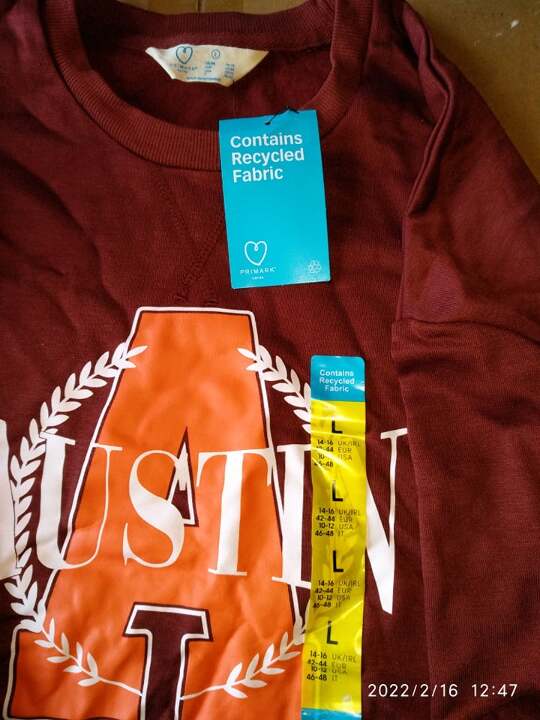 PRIMARK
L
Contains
Recycled
Fabric
PRIMARK
cares
A
AUSTIN
Contains
Recycled
Fabric
L
14-16 UK/IRL
42-44 EUR
10-12 USA
46-48 IT
L
14-16 UK/IRL
42-44 EUR
10-12 USA
46-48 IT
L
14-16 UK/IRL
42-44 EUR
10-12 USA
46-48 IT
L
14-16 UK/IRL
42-44 EUR
10-12 USA
46-48 IT
2022/2/16 12:47